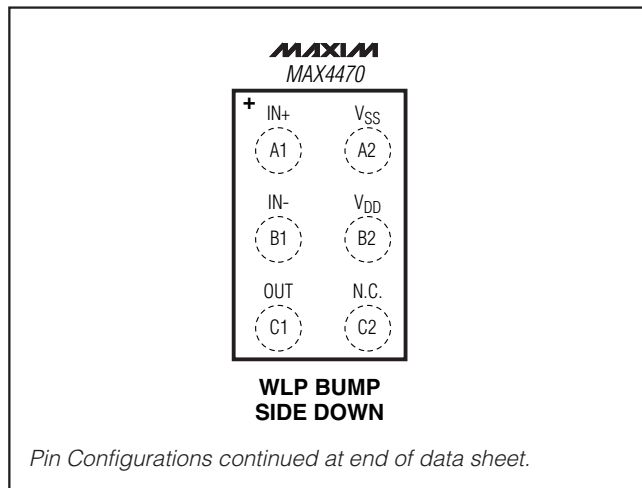 MAXIM
MAX4470
+
IN+ VSS
A1 A2
IN- VDD
B1 B2
OUT N.C.
C1 C2
WLP BUMP
SIDE DOWN
Pin Configurations continued at end of data sheet.